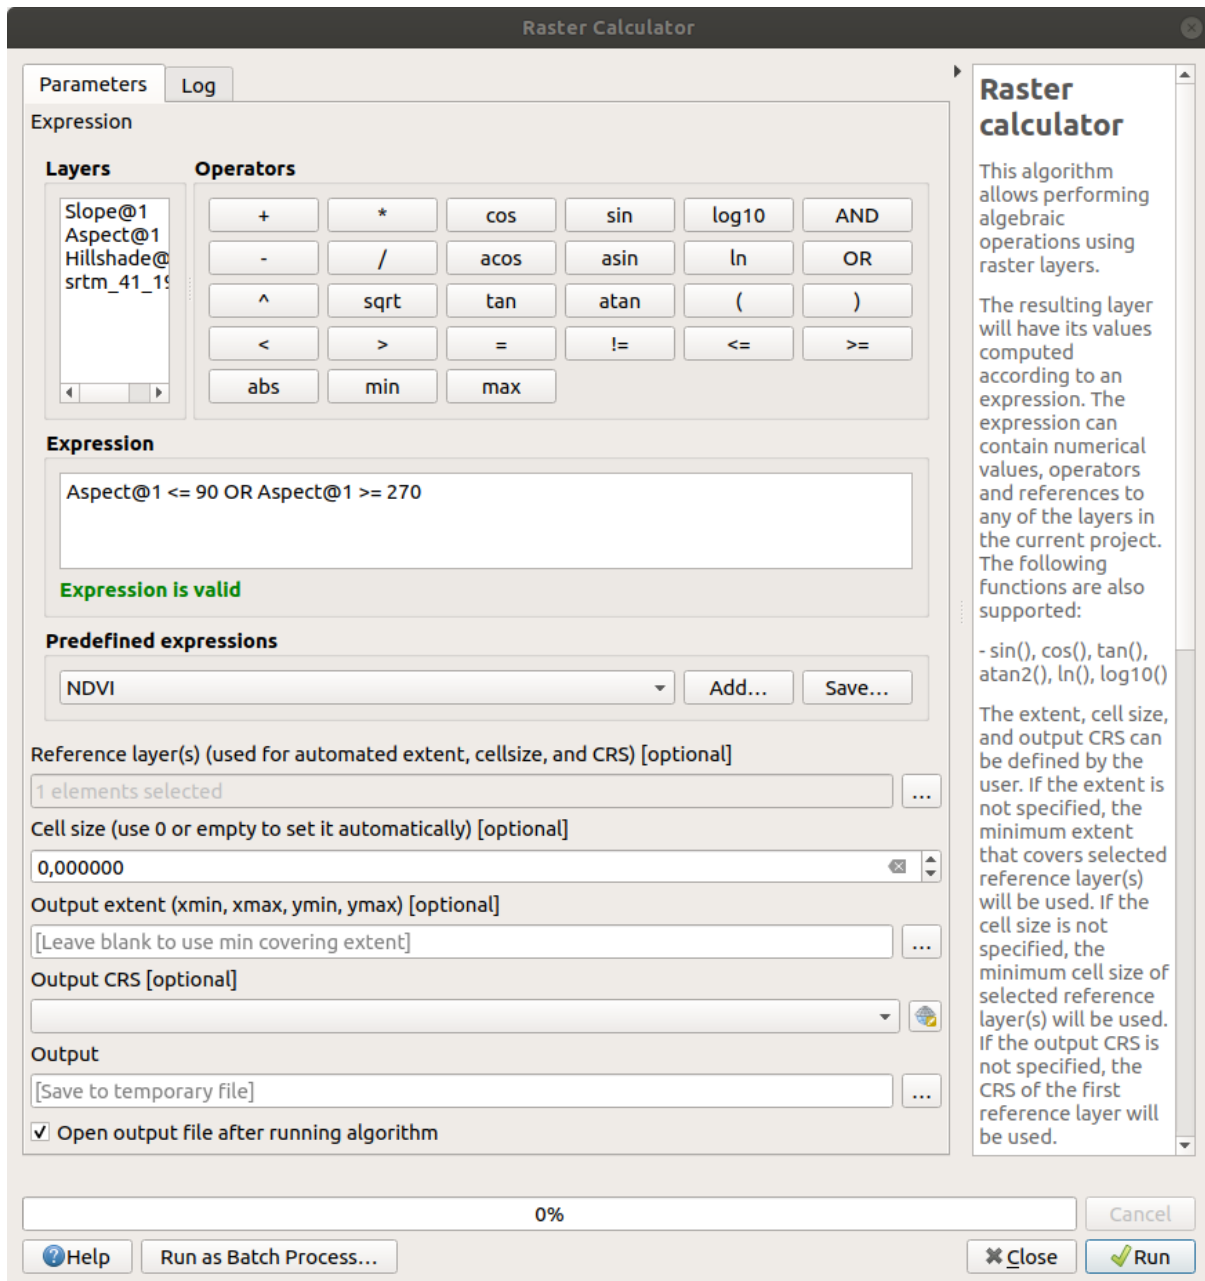 Raster Calculator
Parameters
Log
Expression
Layers
Operators
Slope@1
Aspect@1
Hillshade@
srtm_41_19
+ * cos sin log10 AND
- / acos asin ln OR
^ sqrt tan atan ( )
< > = != <= >=
abs min max
Expression
Aspect@1 <= 90 OR Aspect@1 >= 270
Expression is valid
Predefined expressions
NDVI
Add...
Save...
Reference layer(s) (used for automated extent, cellsize, and CRS) [optional]
1 elements selected
...
Cell size (use 0 or empty to set it automatically) [optional]
0,000000
Output extent (xmin, xmax, ymin, ymax) [optional]
[Leave blank to use min covering extent]
...
Output CRS [optional]
Output
[Save to temporary file]
...
Open output file after running algorithm
Raster
calculator
This algorithm
allows performing
algebraic
operations using
raster layers.
The resulting layer
will have its values
computed
according to an
expression. The
expression can
contain numerical
values, operators
and references to
any of the layers in
the current project.
The following
functions are also
supported:
- sin(), cos(), tan(),
atan2(), ln(), log10()
The extent, cell size,
and output CRS can
be defined by the
user. If the extent is
not specified, the
minimum extent
that covers selected
reference layer(s)
will be used. If the
cell size is not
specified, the
minimum cell size of
selected reference
layer(s) will be used.
If the output CRS is
not specified, the
CRS of the first
reference layer will
be used.
0%
Cancel
Help
Run as Batch Process...
Close
Run